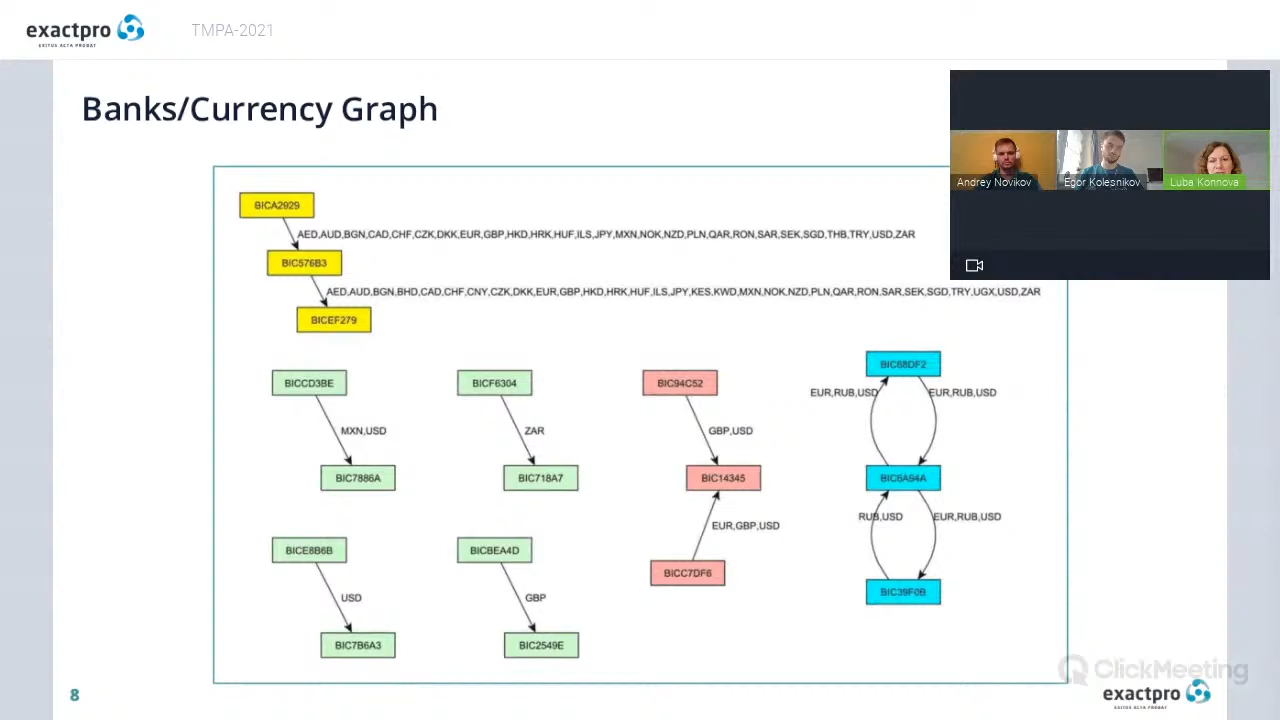 exactpro
EXITUS ACTA PROBAT
TMPA-2021
Banks/Currency Graph
Andrey Novikov
Egor Kolesnikov
Luba Konnova
BICA2929
AED,AUD,BGN,CAD,CHF,CZK,DKK,EUR,GBP,HKD,HRK,HUF,ILS,JPY,MXN,NOK,NZD,PLN,QAR,RON,SAR,SEK,SGD,THB,TRY,USD,ZAR
BIC576B3
AED,AUD,BGN,BHD,CAD,CHF,CNY,CZK,DKK,EUR,GBP,HKD,HRK,HUF,ILS,JPY,KES,KWD,MXN,NOK,NZD,PLN,QAR,RON,SAR,SEK,SGD,TRY,UGX,USD,ZAR
BICEF279
BICCD3BE
MXN,USD
BIC7886A
BICF6304
ZAR
BIC718A7
BIC94C52
GBP,USD
BIC14345
EUR,GBP,USD
BICC7DF6
BIC68DF2
EUR,RUB,USD
EUR,RUB,USD
BIC6A94A
RUB,USD
EUR,RUB,USD
BIC39F0B
BICE8B6B
USD
BIC7B6A3
BICBEA4D
GBP
BIC2549E
8
ClickMeeting
exactpro
EXITUS ACTA PROBAT